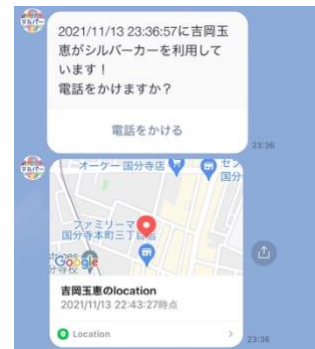 2021/11/13 23:36:57に吉岡玉
恵がシルバーカーを利用して
います！
電話をかけますか？
電話をかける
23:36
オーケー 国分寺店
国分
ファミリーマ
国分寺本町三丁目店
Google
吉岡玉恵のlocation
2021/11/13 22:43:27時点
Location
23:36